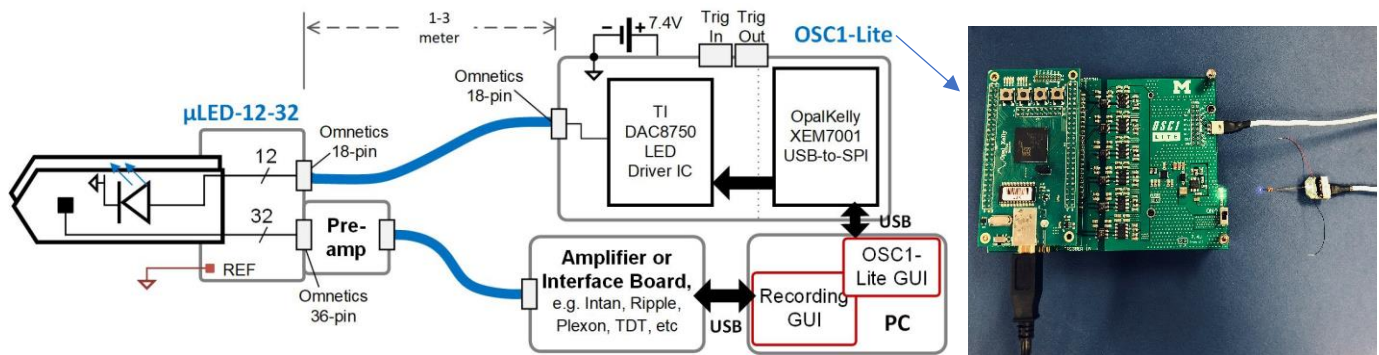 1-3
meter
7.4V
-
+
Trig
In
Trig
Out
OSC1-Lite
Omnetics
18-pin
TI
DAC8750
LED
Driver IC
OpalKelly
XEM7001
USB-to-SPI
µLED-12-32
Omnetics
18-pin
12
32
Pre-
amp
REF
Omnetics
36-pin
USB
Amplifier or
Interface Board,
e.g. Intan, Ripple,
Plexon, TDT, etc
USB
OSC1-
Lite GUI
Recording
GUI
PC
M
OSC1
LITE